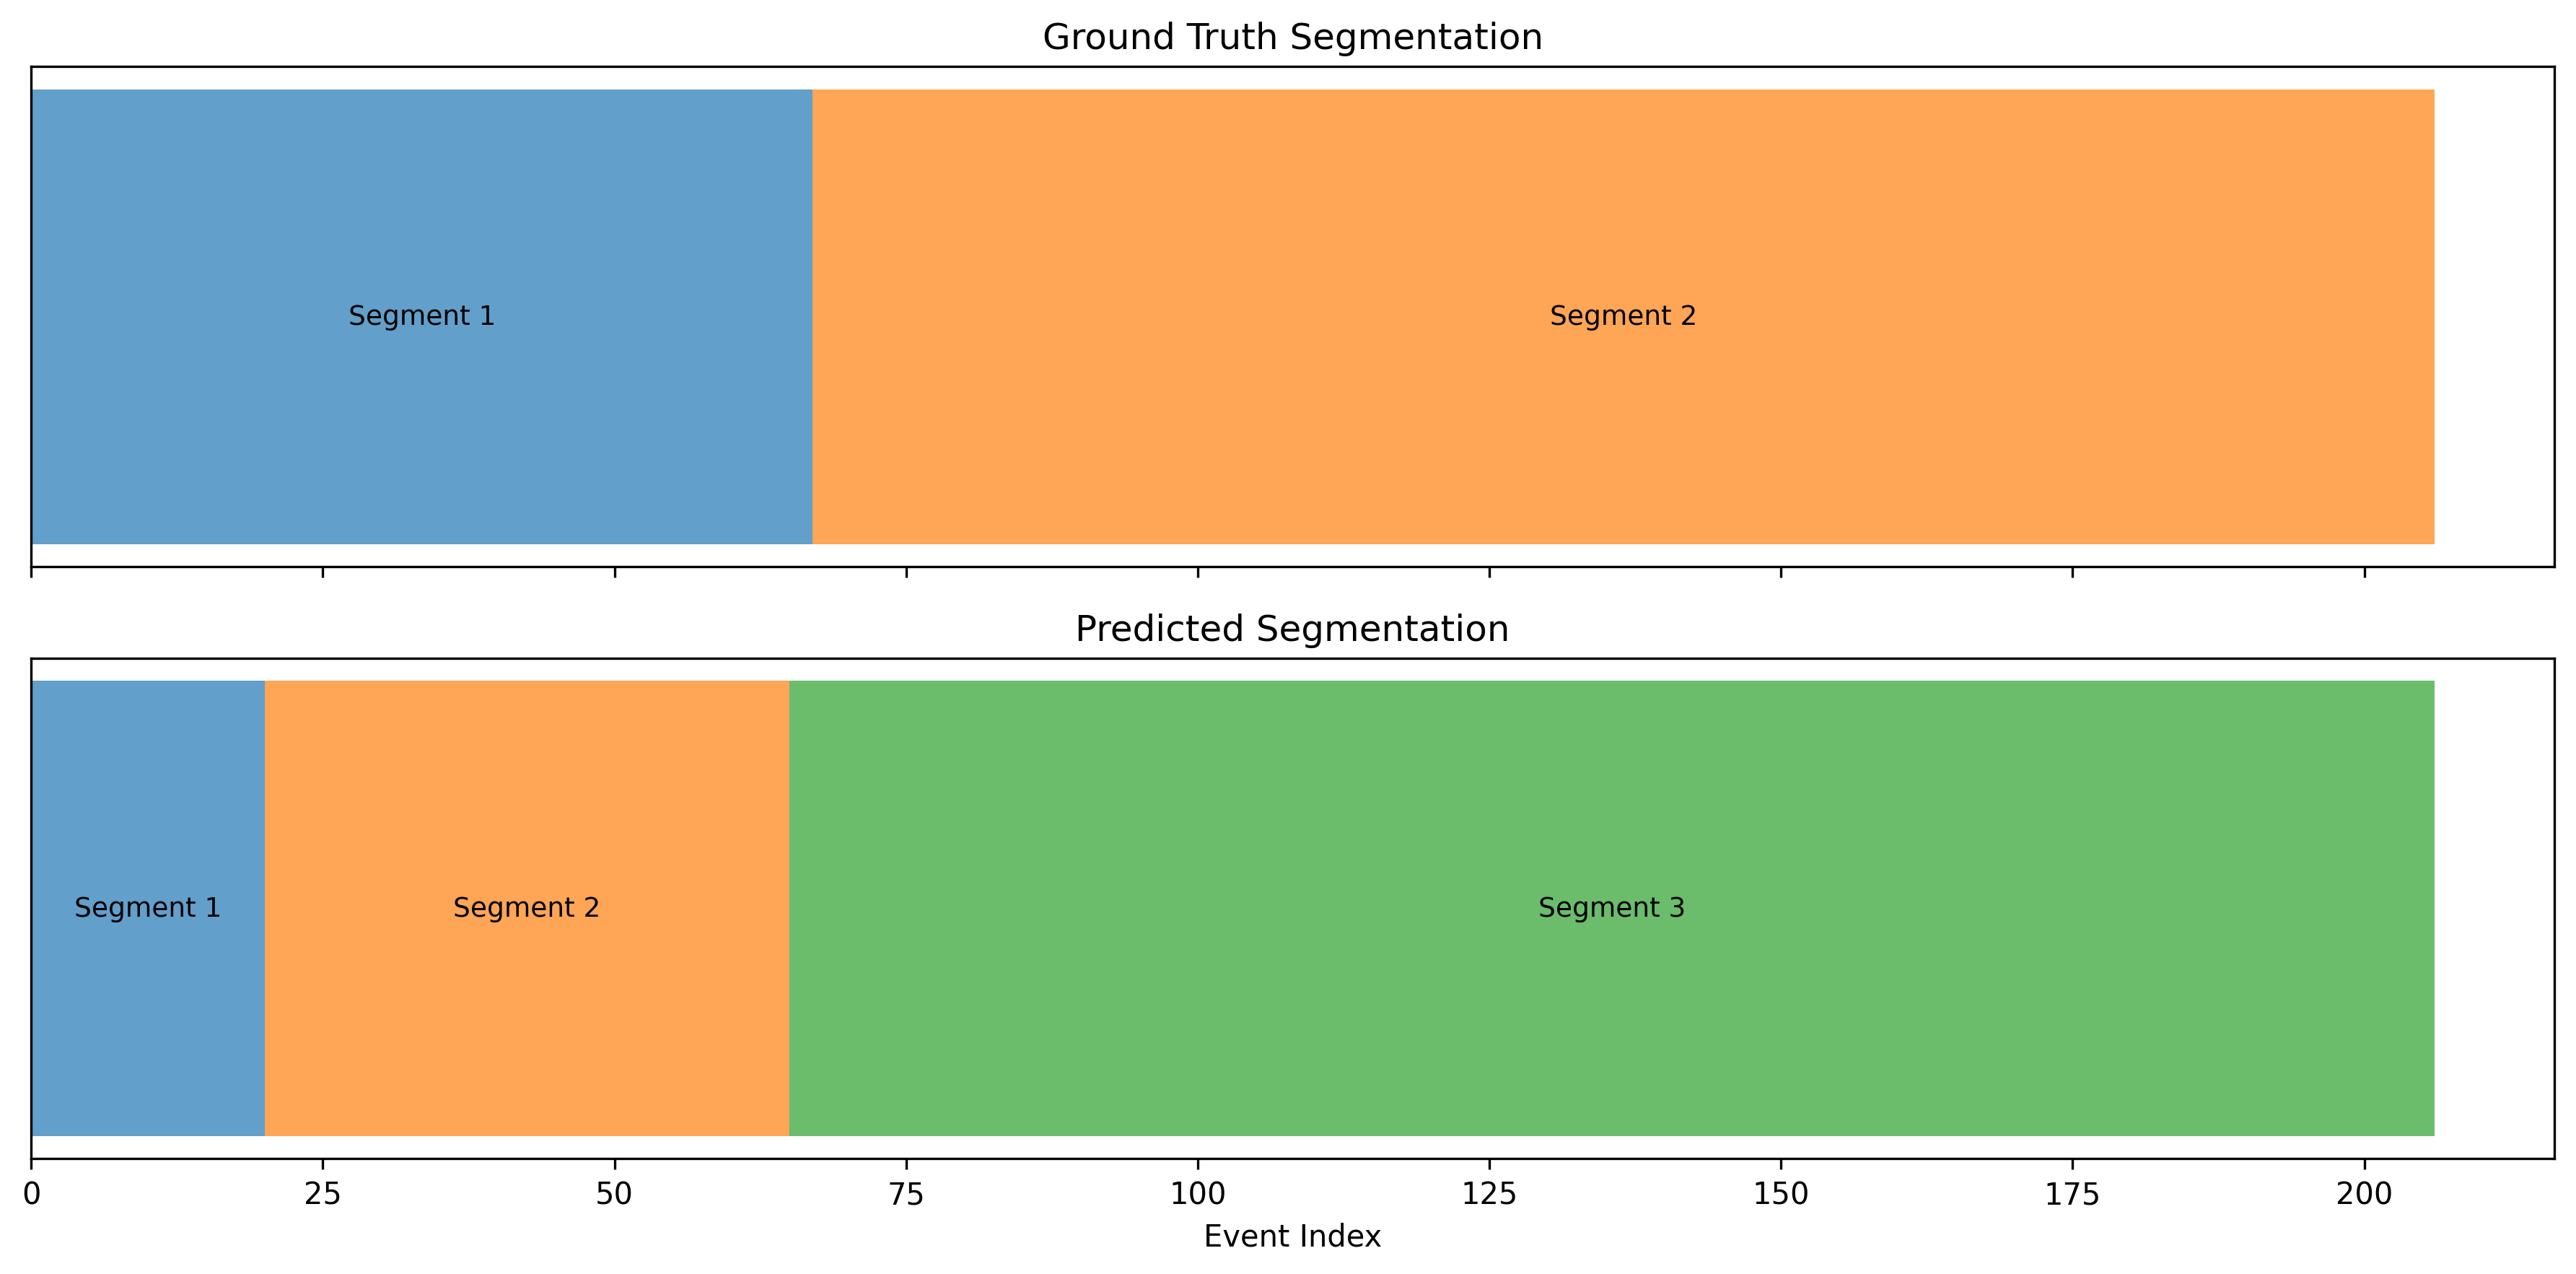 Ground Truth Segmentation
Segment 1 Segment 2
Predicted Segmentation
Segment 1 Segment 2 Segment 3
0 25 50 75 100 125 150 175 200
Event Index